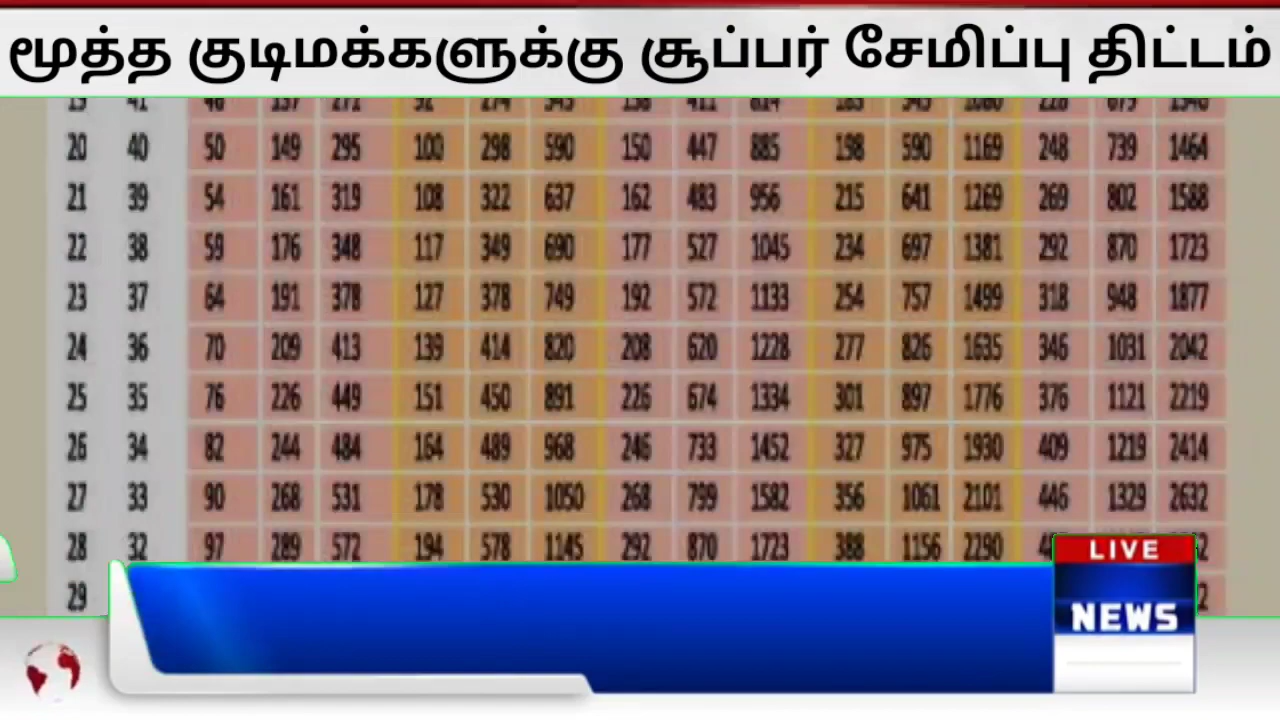 மூத்த குடிமக்களுக்கு சூப்பர் சேமிப்பு திட்டம்
20 40 50 149 295 100 298 590 150 447 885 198 590 1169 248 739 1464
21 39 54 161 319 108 322 637 162 483 956 215 641 1269 269 802 1588
22 38 59 176 348 117 349 690 177 527 1045 234 697 1381 292 870 1723
23 37 64 191 378 127 378 749 192 572 1133 254 757 1499 318 948 1877
24 36 70 209 413 139 414 820 208 620 1228 277 826 1635 346 1031 2042
25 35 76 226 449 151 450 891 226 674 1334 301 897 1776 376 1121 2219
26 34 82 244 484 164 489 968 246 733 1452 327 975 1930 409 1219 2414
27 33 90 268 531 178 530 1050 268 799 1582 356 1061 2101 446 1329 2632
28 32 97 289 572 194 578 1145 292 870 1723 388 1156 2290
29
LIVE
NEWS